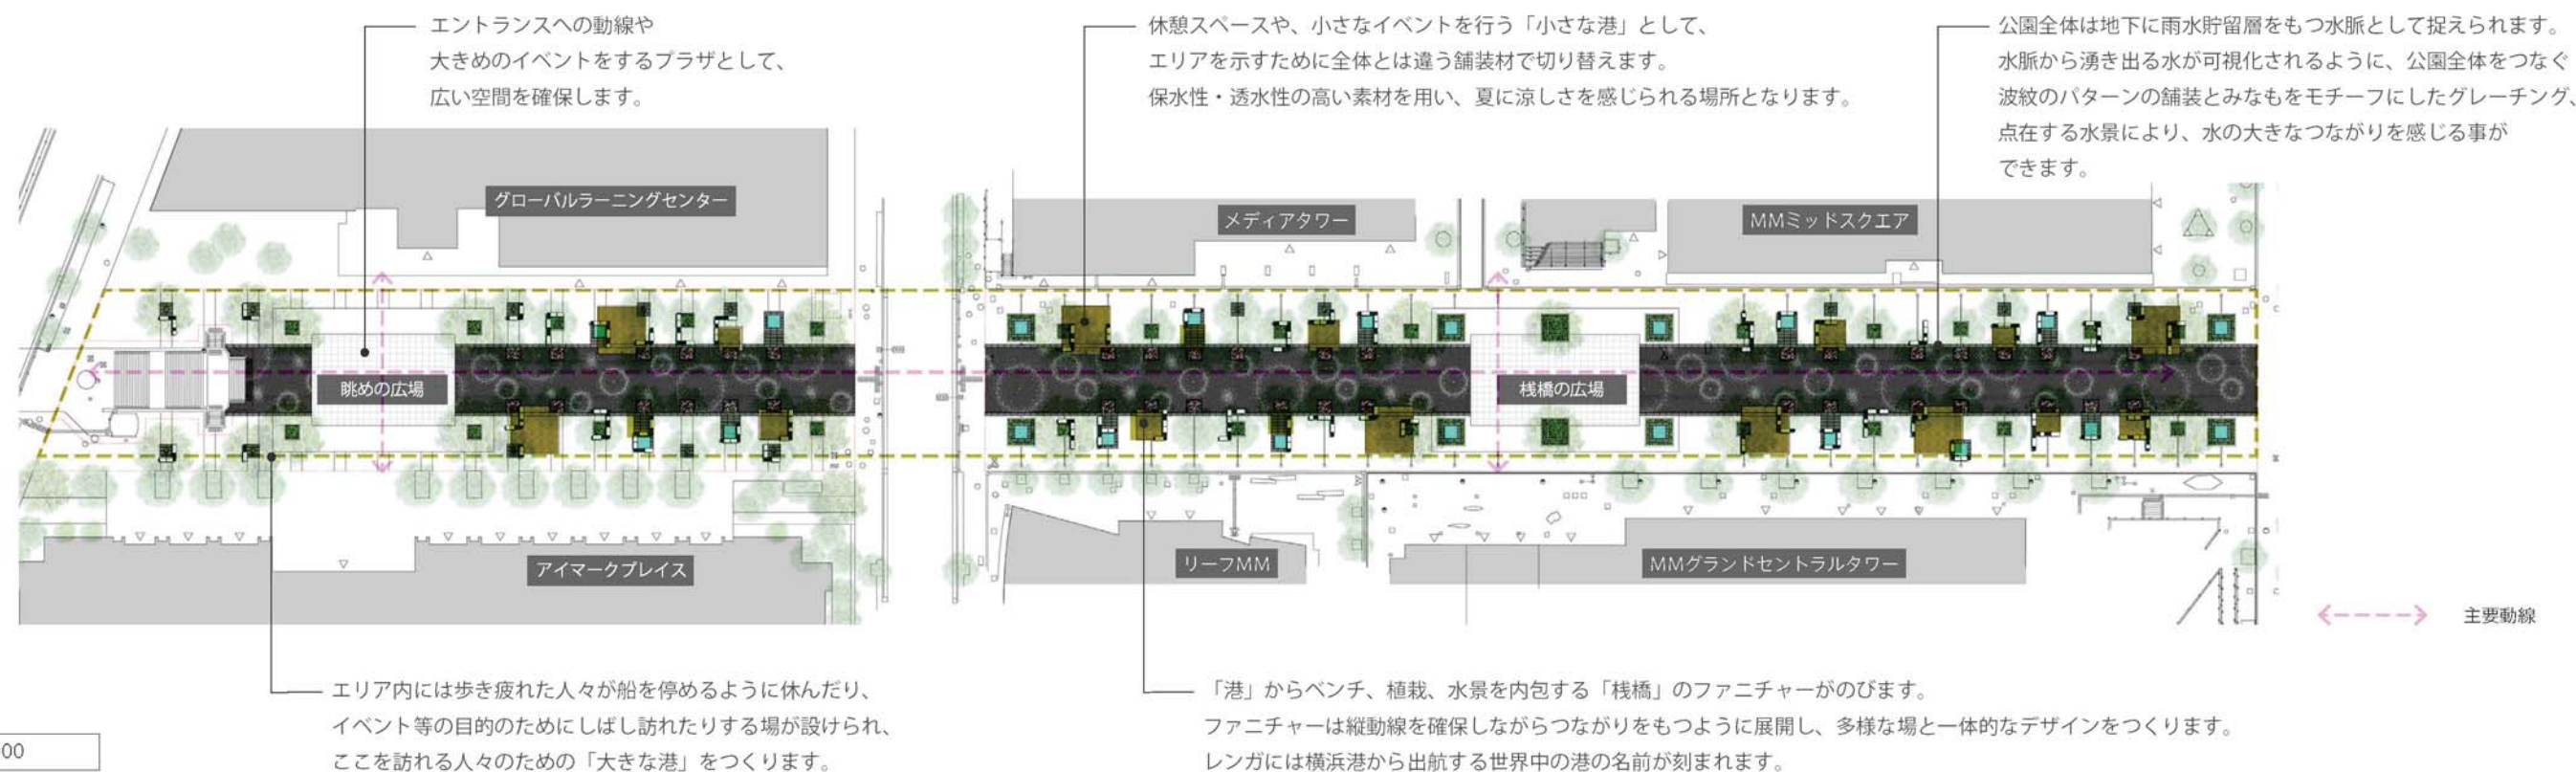 エントランスへの動線や
大きめのイベントをするプラザとして、
広い空間を確保します。
休憩スペースや、小さなイベントを行う「小さな港」として、
エリアを示すために全体とは違う舗装材で切り替えます。
保水性・透水性の高い素材を用い、夏に涼しさを感じられる場所となります。
公園全体は地下に雨水貯留層をもつ水脈として捉えられます。
水脈から湧き出る水が可視化されるように、公園全体をつなぐ
波紋のパターンの舗装とみなもをモチーフにしたグレーチング、
点在する水景により、水の大きなつながりを感じる事が
できます。
グローバルラーニングセンター
メディアタワー
MMミッドスクエア
眺めの広場
桟橋の広場
アイマークプレイス
リーフMM
MMグランドセントラルタワー
主要動線
エリア内には歩き疲れた人々が船を停めるように休んだり、
イベント等の目的のためにしばし訪れたりする場が設けられ、
ここを訪れる人々のための「大きな港」をつくります。
「港」からベンチ、植栽、水景を内包する「桟橋」のファニチャーがのびます。
ファニチャーは縦動線を確保しながらつながりをもつように展開し、多様な場と一体的なデザインをつくります。
レンガには横浜港から出航する世界中の港の名前が刻まれます。
00